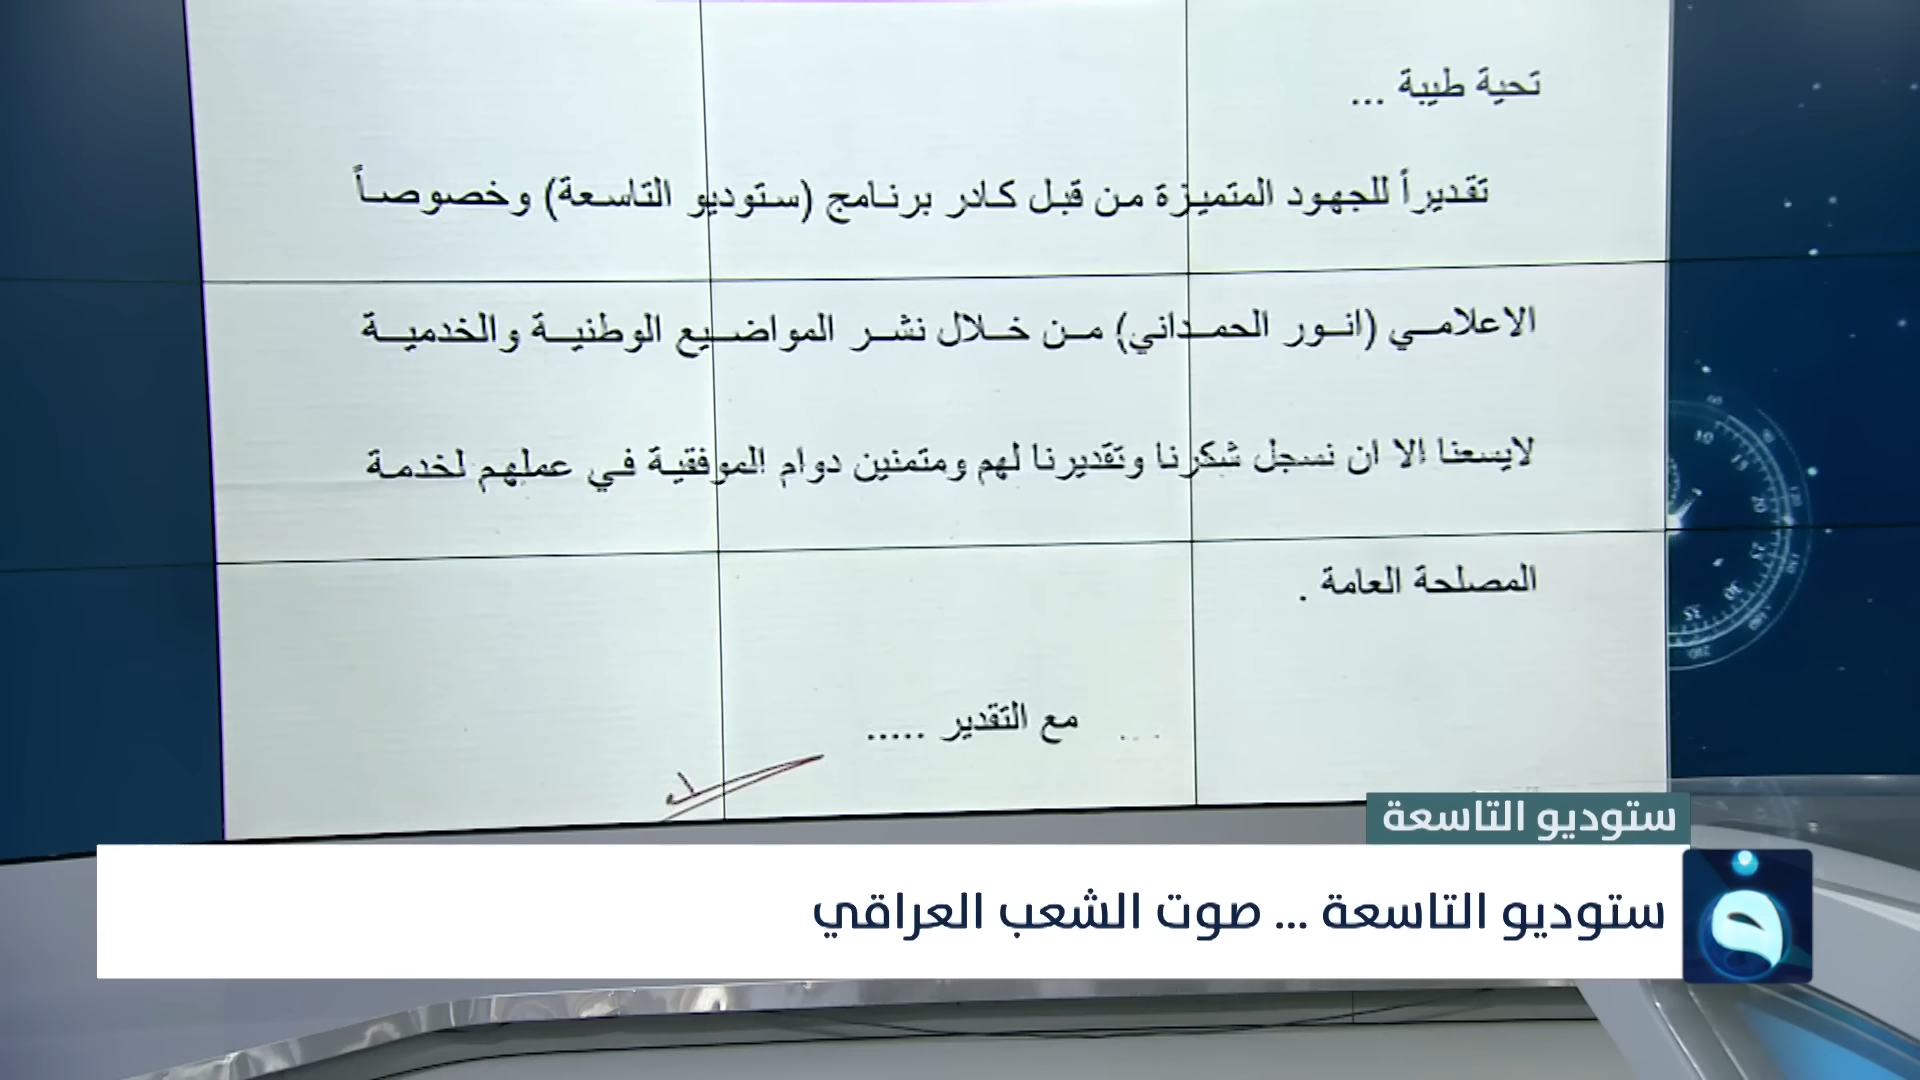 تحية طيبة ...
تقديراً للجهود المتميزة من قبل كادر برنامج (ستوديو التاسعة) وخصوصاً
الاعلامي (انور الحمداني) من خلال نشر المواضيع الوطنية والخدمية
لايسعنا الا ان نسجل شكرنا وتقديرنا لهم ومتمنين دوام الموفقية في عملهم لخدمة
المصلحة العامة .
مع التقدير .....
ستوديو التاسعة
ستوديو التاسعة ... صوت الشعب العراقي